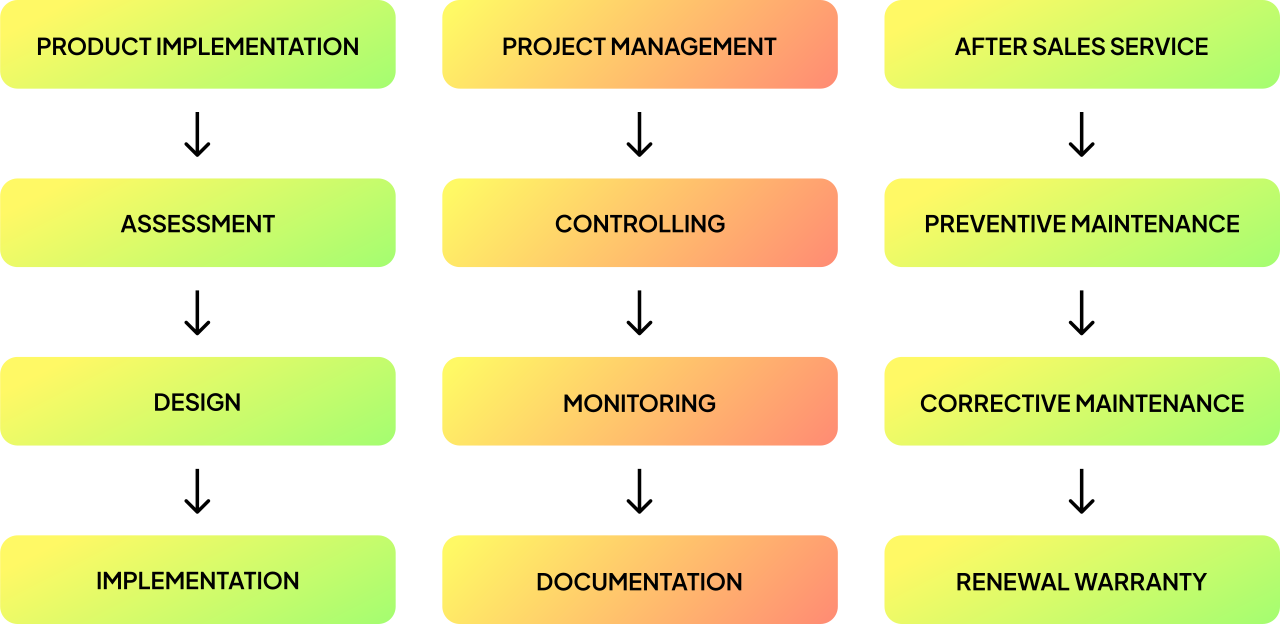 PRODUCT IMPLEMENTATION
ASSESSMENT
DESIGN
IMPLEMENTATION
PROJECT MANAGEMENT
CONTROLLING
MONITORING
DOCUMENTATION
AFTER SALES SERVICE
PREVENTIVE MAINTENANCE
CORRECTIVE MAINTENANCE
RENEWAL WARRANTY